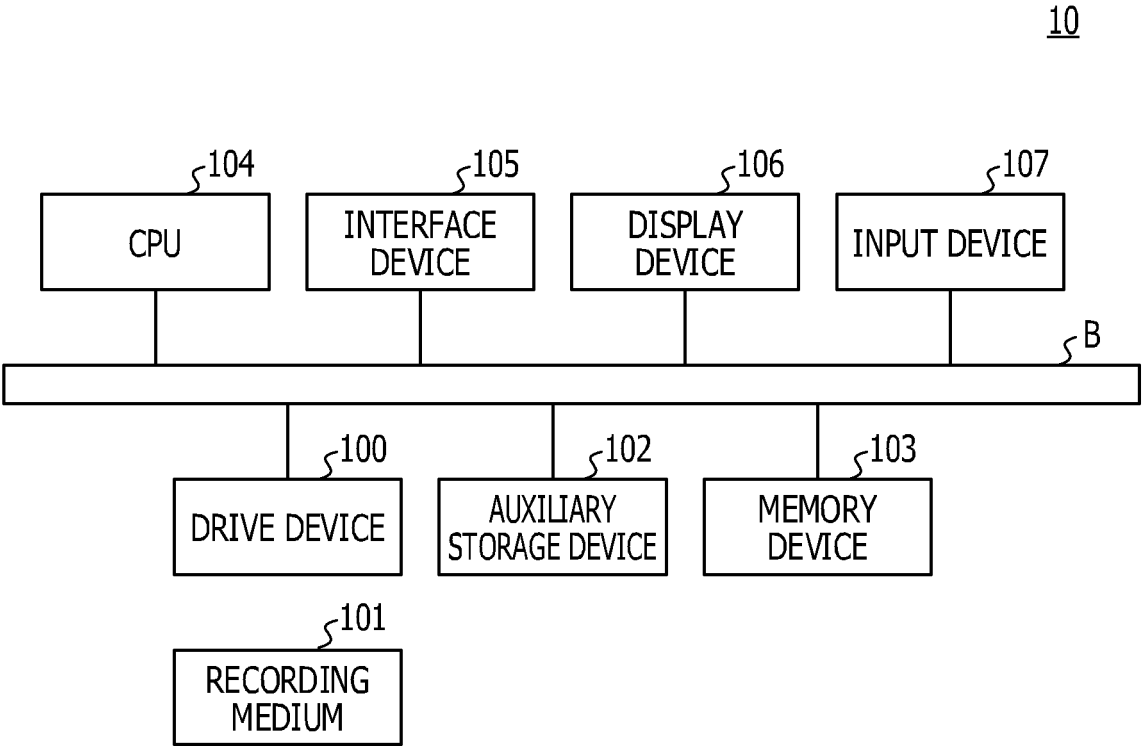 10
104
105
106
107
CPU
INTERFACE
DEVICE
DISPLAY
DEVICE
INPUT DEVICE
B
100
102
103
DRIVE DEVICE
AUXILIARY
STORAGE DEVICE
MEMORY
DEVICE
101
RECORDING
MEDIUM